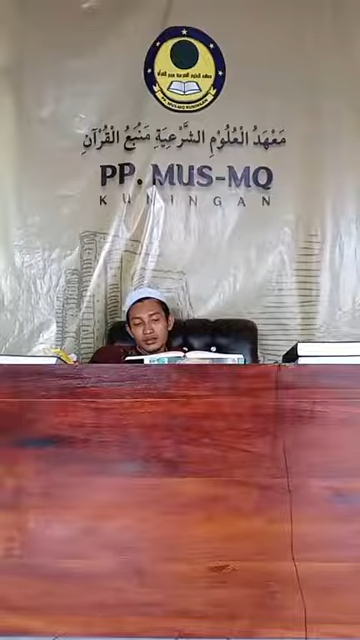 مَعْهَدُ الْعُلُوْمِ الشَّرْعِيَّةِ مَنْبَعُ الْقُرْآنِ
PP. MUS-MQ
KUNINGAN